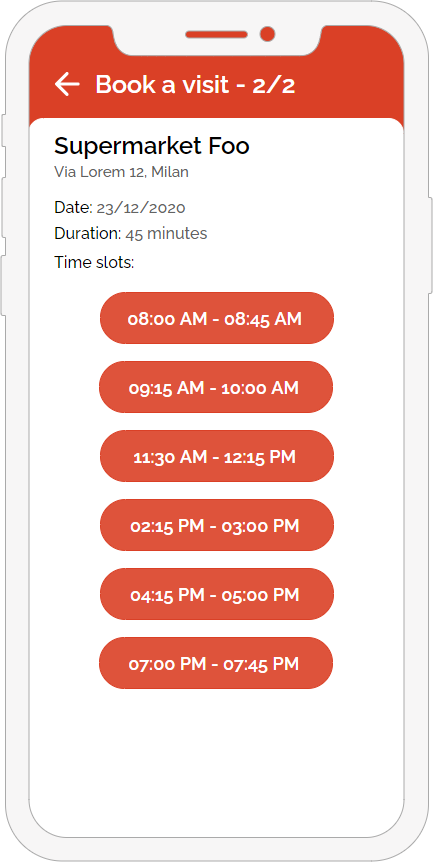 Book a visit - 2/2
Supermarket Foo
Via Lorem 12, Milan
Date: 23/12/2020
Duration: 45 minutes
Time slots:
08:00 AM - 08:45 AM
09:15 AM - 10:00 AM
11:30 AM - 12:15 PM
02:15 PM - 03:00 PM
04:15 PM - 05:00 PM
07:00 PM - 07:45 PM